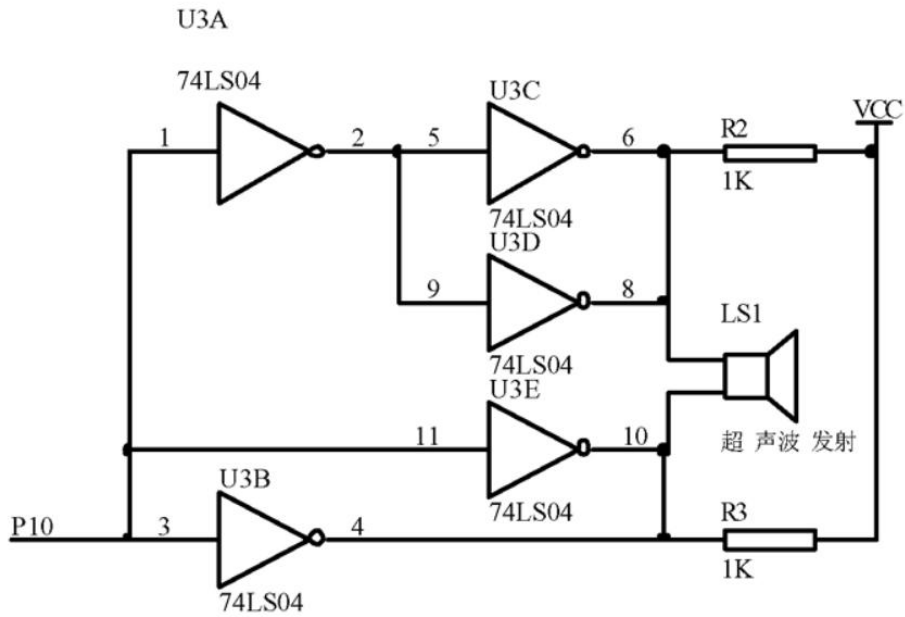 U3A
74LS04
U3C
VCC
1
2
5
6
R2
1K
74LS04
U3D
9
8
LS1
74LS04
U3E
11
10
超 声波 发射
U3B
74LS04
R3
P10
3
4
1K
74LS04